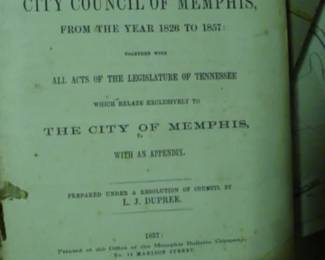 CITY COUNCIL OF MEMPHIS,
FROM THE YEAR 1826 TO 1857:
TOGETHER WITH
ALL ACTS OF THE LEGISLATURE OF TENNESSEE
WHICH RELATE EXCLUSIVELY TO
THE CITY OF MEMPHIS,
WITH AN APPENDIX.
PREPARED UNDER A RESOLUTION OF COUNCIL BY
L. J. DUPREE.
1857:
Printed at the Office of the Memphis Bulletin Company,
No. 15 MADISON STREET.